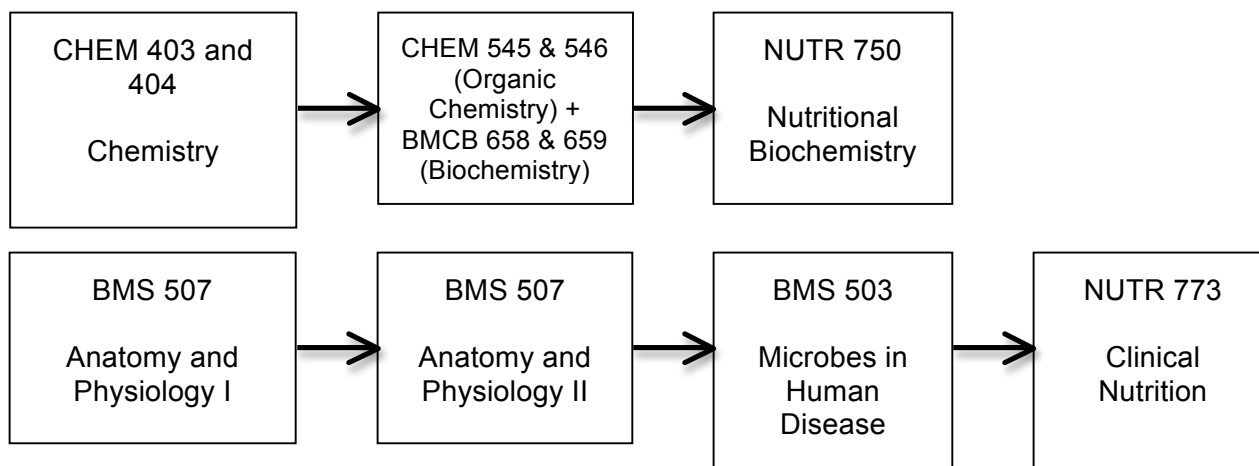 CHEM 403 and
404
Chemistry
CHEM 545 & 546
(Organic
Chemistry) +
BMCB 658 & 659
(Biochemistry)
NUTR 750
Nutritional
Biochemistry
BMS 507
Anatomy and
Physiology I
BMS 507
Anatomy and
Physiology II
BMS 503
Microbes in
Human
Disease
NUTR 773
Clinical
Nutrition